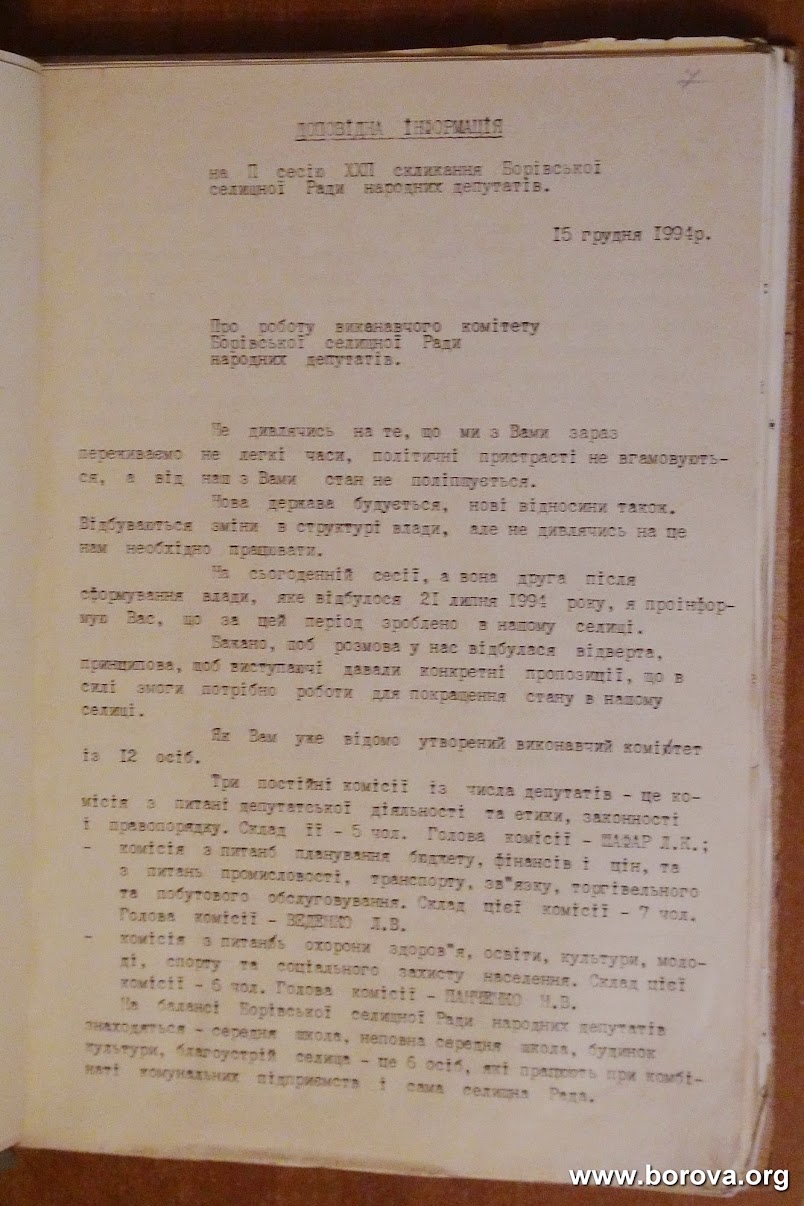 7
ДОПОВІДНА ІНФОРМАЦІЯ
на П сесію ХХП скликання Борівської
селищної Ради народних депутатів.
15 грудня 1994р.
Про роботу виканавчого комітету
Борівської селищної Ради
народних депутатів.
Не дивлячись на те, що ми з Вами зараз
переживаємо не легкі часи, політичні пристрасті не вгамовують-
ся, а від наш з Вами стан не поліпшується.
Нова держава будується, нові відносини також.
Відбуваються зміни в структурі влади, але не дивлячись на це
нам необхідно працювати.
На сьогоденній сесії, а вона друга після
сформування влади, яке відбулося 21 липня 1994 року, я проінфор-
мую Вас, що за цей період зроблено в нашому селищі.
Бажано, щоб розмова у нас відбулася відверта,
принципова, щоб виступаючі давали конкретні пропозиції, що в
силі змоги потрібно роботи для покращення стану в нашому
селищі.
Як Вам уже відомо утворений виконавчий комітет
із 12 осіб.
Три постійні комісії із числа депутатів - це ко-
місія з питані депутатської діяльності та етики, законності
і правопорядку. Склад її - 5 чол. Голова комісії - ШАФАР Л.К.;
- комісія з питанб планування бюджету, фінансів і цін, та
з питань промисловості, транспорту, зв"язку, торгівельного
та побутового обслуговування. Склад цієї комісії - 7 чол.
Голова комісії - ВЕДЕНКО Л.В.
- комісія з питань охорони здоров"я, освіти, культури, моло-
ді, спорту та соціального захисту населення. Склад цієї
комісії - 6 чол. Голова комісії - ПАНЧЕНКО Н.В.
На балансі Борівської селищної Ради народних депутатів
знаходяться - середня школа, неповна середня школа, будинок
культури, благоустрій селища - це 6 осіб, які працюють при комбі-
наті комунальних підприємств і сама селищна Рада.
www.borova.org